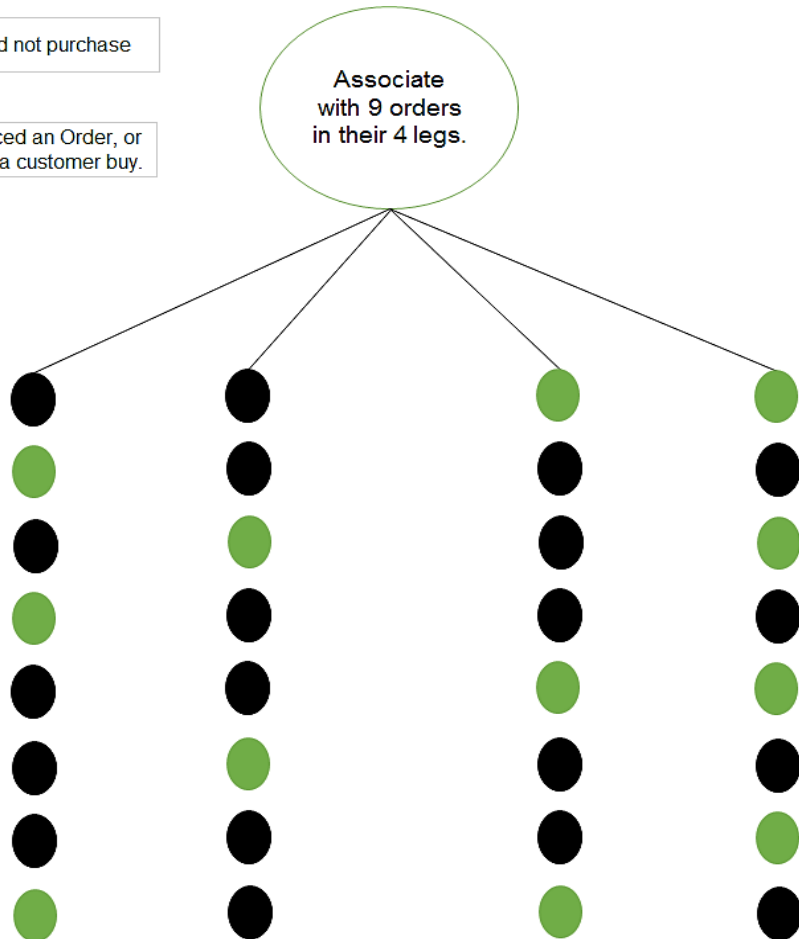 d not purchase
Associate
with 9 orders
in their 4 legs.
ced an Order, or
a customer buy.